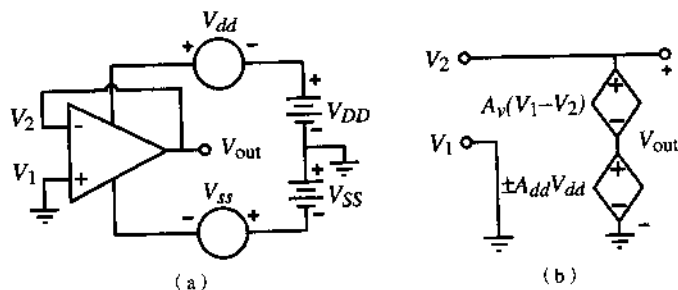 V_dd
+ -
V_2
-
V_1
+
V_out
+
V_DD
-
+
V_SS
-
V_ss
- +
(a)
V_2
+
A_v(V_1-V_2)
+
-
V_1
V_out
±A_dd V_dd
+
-
-
(b)